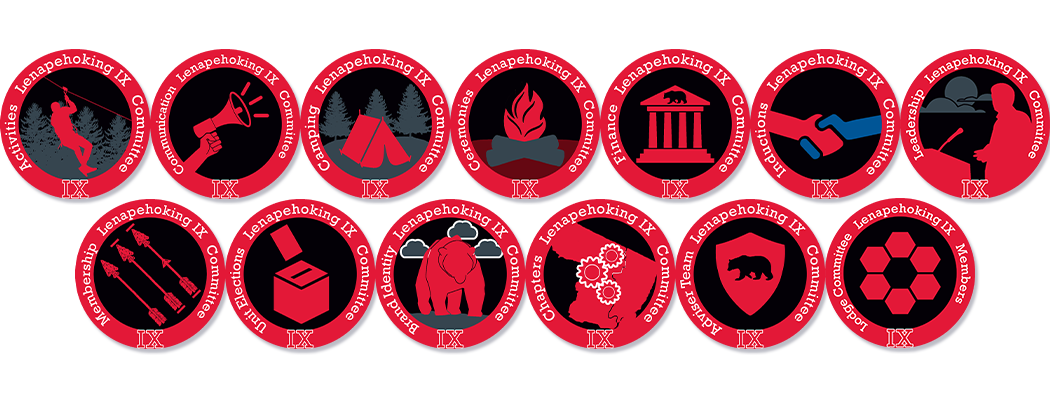 Activities Lenapehoking IX Committee
IX
Communication Lenapehoking IX Committee
IX
Camping Lenapehoking IX Committee
IX
Ceremonies Lenapehoking IX Committee
IX
Finance Lenapehoking IX Committee
IX
Inductions Lenapehoking IX Committee
IX
Leadership Lenapehoking IX Committee
IX
Membership Lenapehoking IX Committee
IX
Unit Elections Lenapehoking IX Committee
IX
Brand Identity Lenapehoking IX Committee
IX
Chapters Lenapehoking IX Committee
IX
Adviser Team Lenapehoking IX Committee
IX
Lodge Committee Lenapehoking IX Members
IX